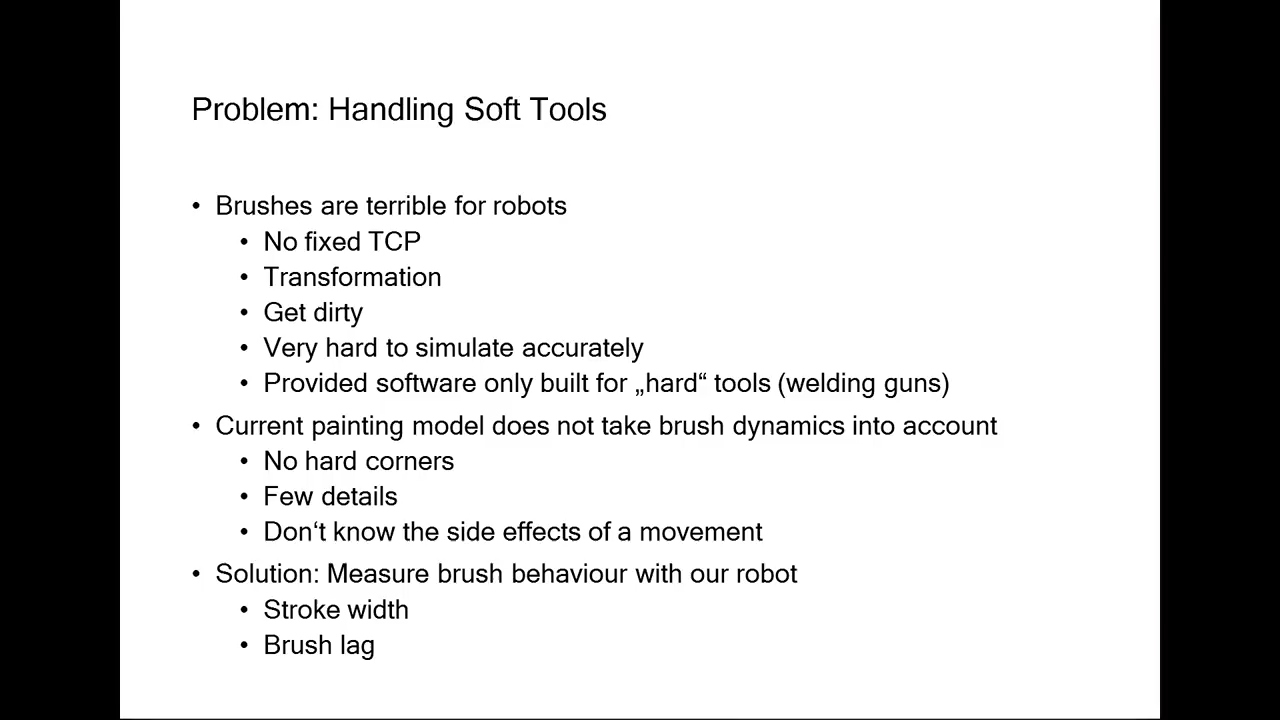 Problem: Handling Soft Tools
• Brushes are terrible for robots
• No fixed TCP
• Transformation
• Get dirty
• Very hard to simulate accurately
• Provided software only built for „hard“ tools (welding guns)
• Current painting model does not take brush dynamics into account
• No hard corners
• Few details
• Don‘t know the side effects of a movement
• Solution: Measure brush behaviour with our robot
• Stroke width
• Brush lag